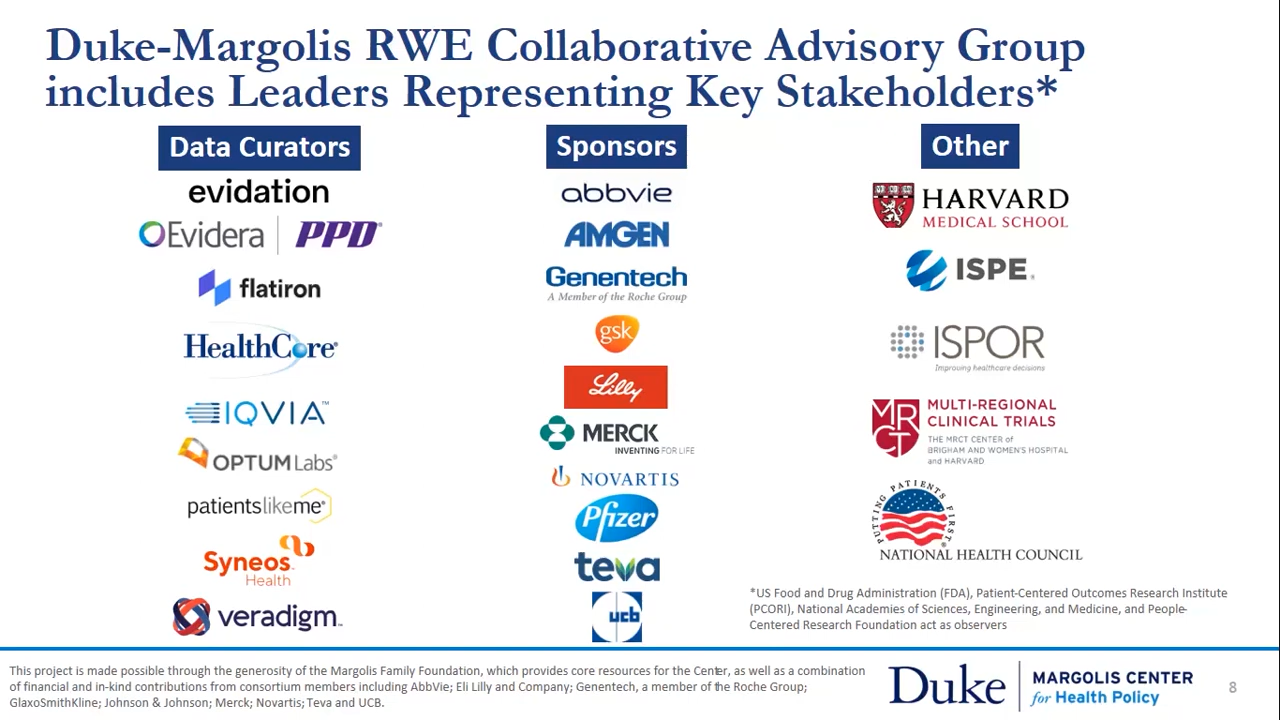 Duke-Margolis RWE Collaborative Advisory Group
includes Leaders Representing Key Stakeholders*
Data Curators
evidation
Evidera | PPD®
flatiron
HealthCore®
IQVIA™
OPTUMLabs®
patientslikeme®
Syneos
Health
veradigm™
Sponsors
abbvie
AMGEN
Genentech
A Member of the Roche Group
gsk
Lilly
MERCK
INVENTING FOR LIFE
NOVARTIS
Pfizer
teva
ucb
Other
HARVARD
MEDICAL SCHOOL
ISPE®
ISPOR
Improving healthcare decisions
MRCT
MULTI-REGIONAL
CLINICAL TRIALS
THE MRCT CENTER of
BRIGHAM AND WOMEN'S HOSPITAL
and HARVARD
PUTTING PATIENTS FIRST®
NATIONAL HEALTH COUNCIL
*US Food and Drug Administration (FDA), Patient-Centered Outcomes Research Institute
(PCORI), National Academies of Sciences, Engineering, and Medicine, and People-
Centered Research Foundation act as observers
This project is made possible through the generosity of the Margolis Family Foundation, which provides core resources for the Center, as well as a combination
of financial and in-kind contributions from consortium members including AbbVie; Eli Lilly and Company; Genentech, a member of the Roche Group;
GlaxoSmithKline; Johnson & Johnson; Merck; Novartis; Teva and UCB.
Duke
MARGOLIS CENTER
for Health Policy
8